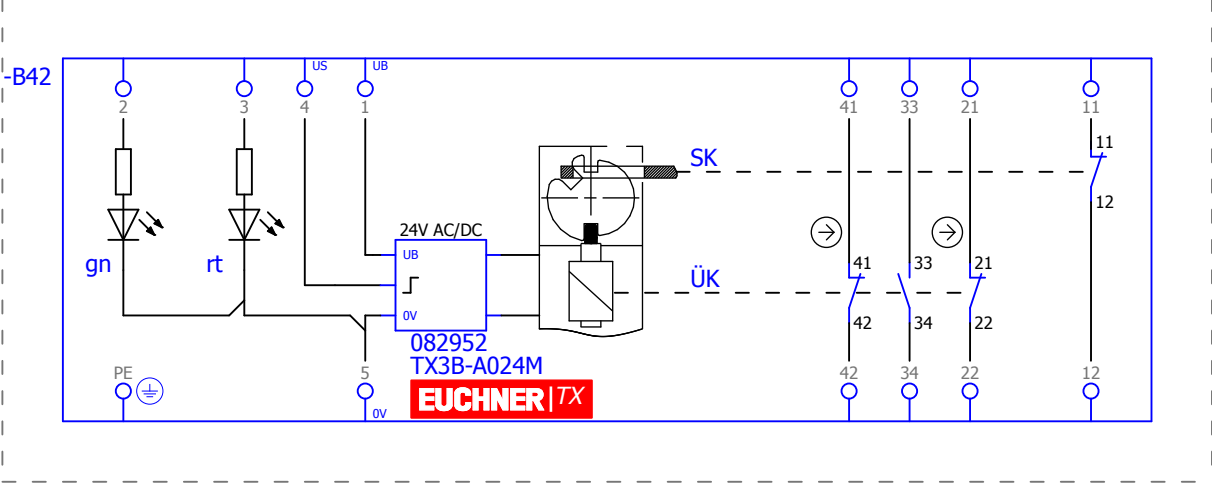 -B42
US
UB
2
3
4
1
41
33
21
11
11
SK
12
24V AC/DC
gn
rt
UB
ÜK
41
33
21
0V
42
34
22
082952
TX3B-A024M
PE
5
42
34
22
12
EUCHNER|TX
0V